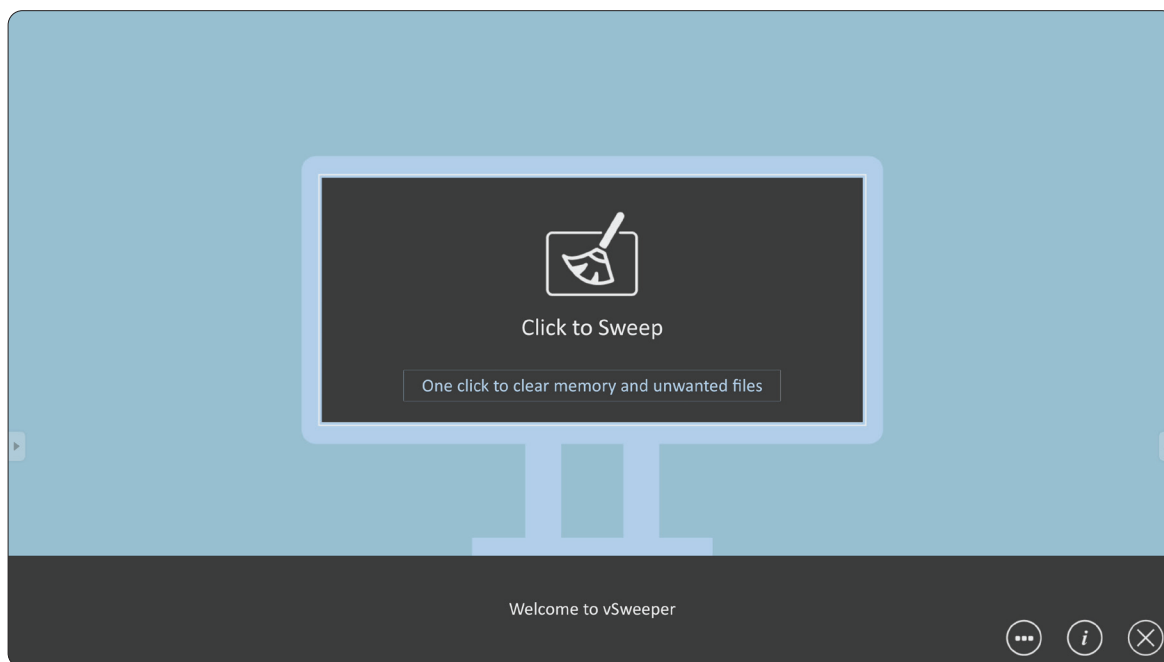 Click to Sweep
One click to clear memory and unwanted files
Welcome to vSweeper
i